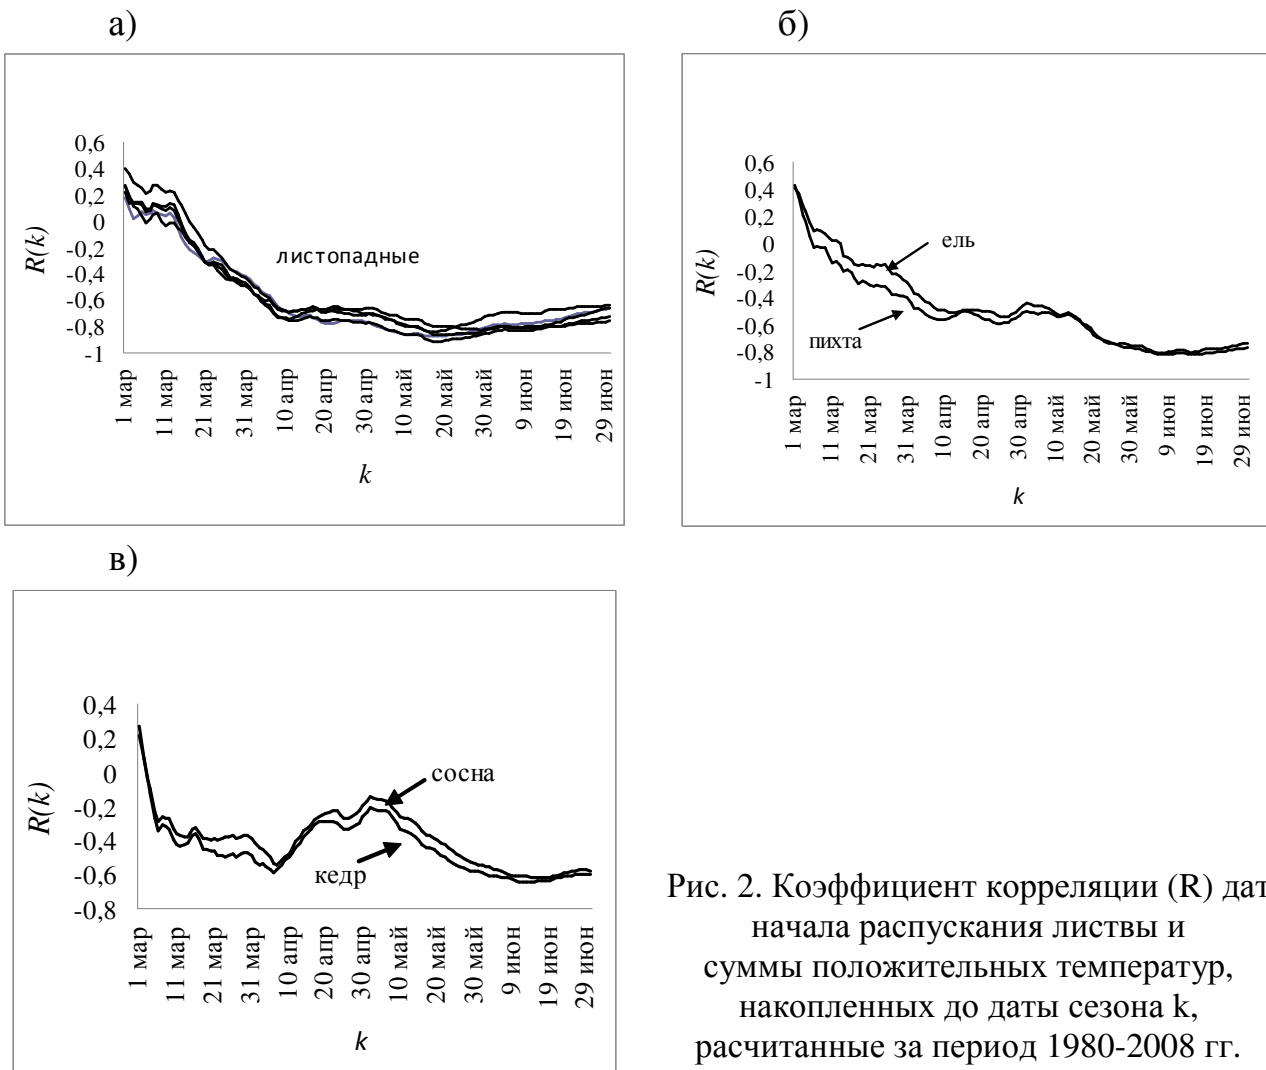 а)
0,6
0,4
0,2
0
-0,2
-0,4
-0,6
-0,8
-1
R(k)
листопадные
1 мар
11 мар
21 мар
31 мар
10 апр
20 апр
30 апр
10 май
20 май
30 май
9 июн
19 июн
29 июн
k
б)
0,6
0,4
0,2
0
-0,2
-0,4
-0,6
-0,8
-1
R(k)
ель
пихта
1 мар
11 мар
21 мар
31 мар
10 апр
20 апр
30 апр
10 май
20 май
30 май
9 июн
19 июн
29 июн
k
в)
0,4
0,2
0
-0,2
-0,4
-0,6
-0,8
R(k)
сосна
кедр
1 мар
11 мар
21 мар
31 мар
10 апр
20 апр
30 апр
10 май
20 май
30 май
9 июн
19 июн
29 июн
k
Рис. 2. Коэффициент корреляции (R) дат
начала распускания листвы и
суммы положительных температур,
накопленных до даты сезона k,
расчитанные за период 1980-2008 гг.